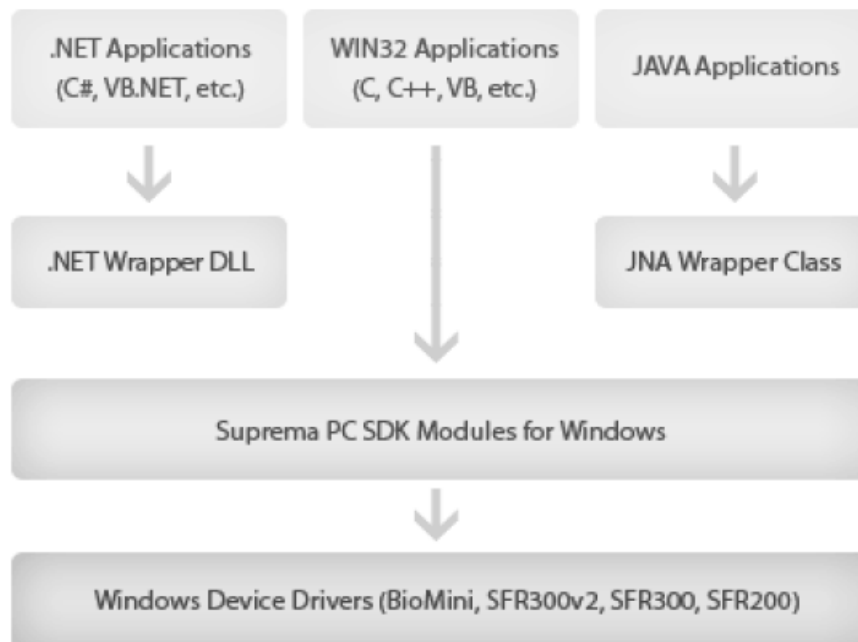 .NET Applications
(C#, VB.NET, etc.)
WIN32 Applications
(C, C++, VB, etc.)
JAVA Applications
.NET Wrapper DLL
JNA Wrapper Class
Suprema PC SDK Modules for Windows
Windows Device Drivers (BioMini, SFR300v2, SFR300, SFR200)